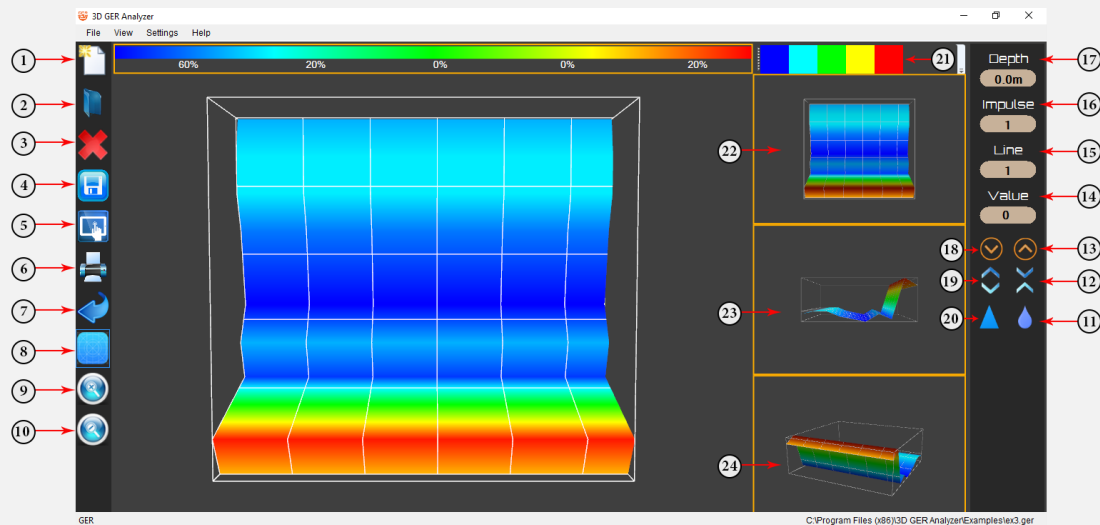 3D GER Analyzer
File View Settings Help
60% 20% 0% 0% 20%
Depth
0.0m
Impulse
1
Line
1
Value
0
1
2
3
4
5
6
7
8
9
10
21
22
23
24
17
16
15
14
18
13
19
12
20
11
GER
C:\Program Files (x86)\3D GER Analyzer\Examples\ex3.ger